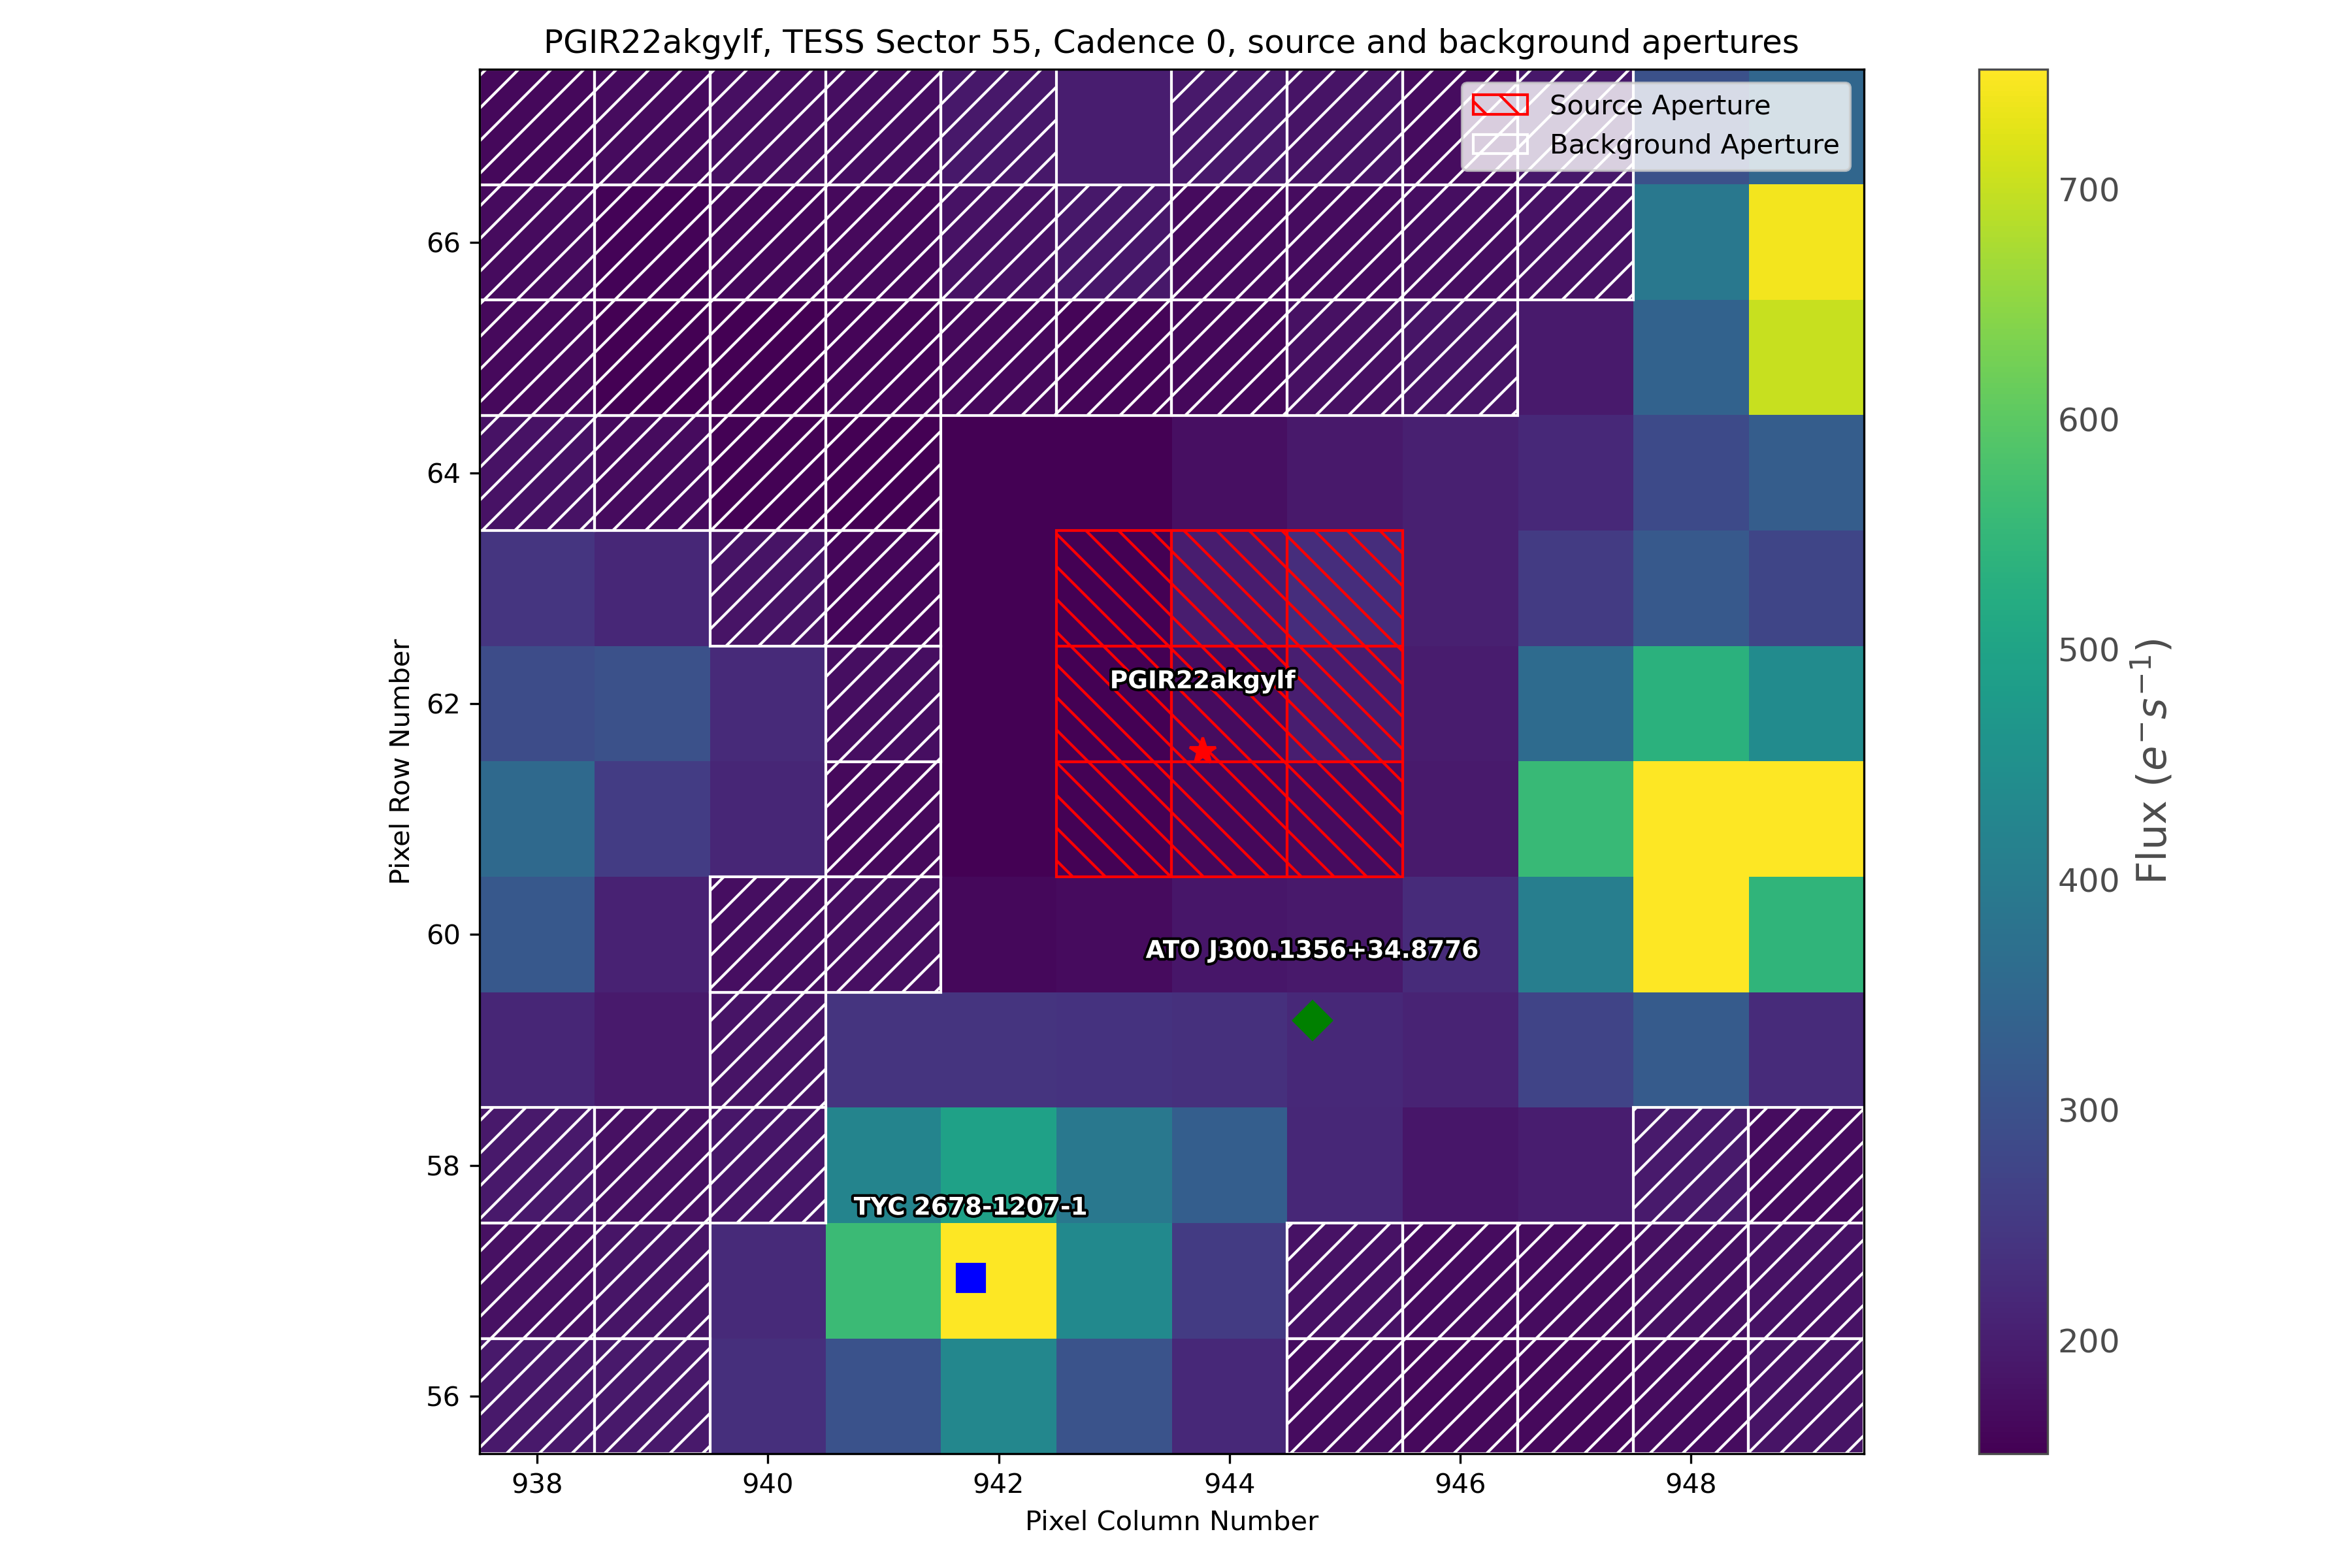 PGIR22akgylf, TESS Sector 55, Cadence 0, source and background apertures
Source Aperture
Background Aperture
66
64
62
60
58
56
Pixel Row Number
PGIR22akgylf
ATO J300.1356+34.8776
TYC 2678-1207-1
938 940 942 944 946 948
Pixel Column Number
700
600
500
400
300
200
Flux (e⁻s⁻¹)